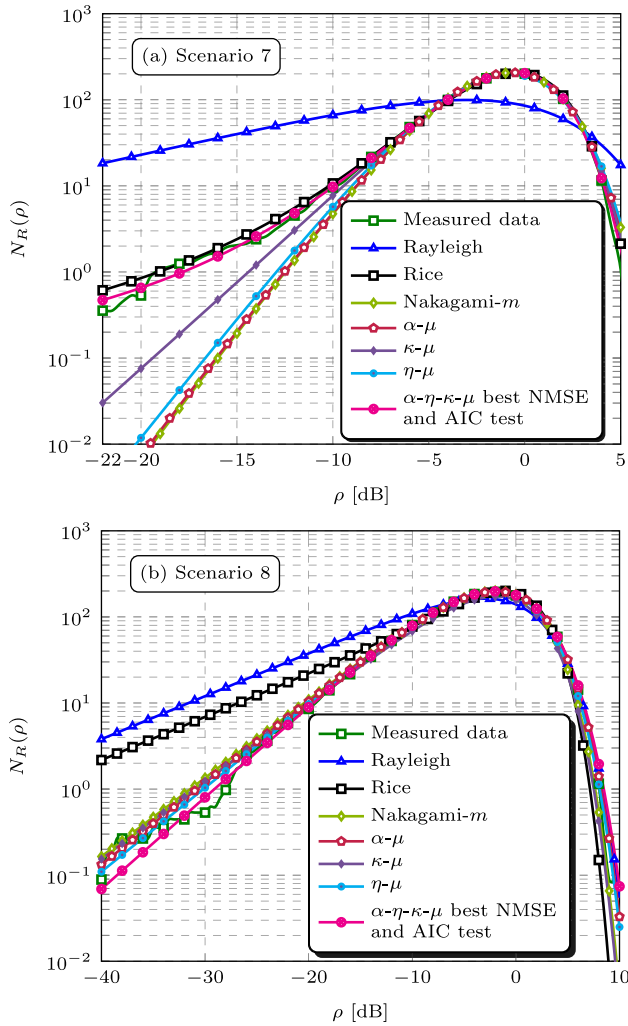 10^3
(a) Scenario 7
10^2
10^1
10^0
10^−1
10^−2
N_R(ρ)
Measured data
Rayleigh
Rice
Nakagami-m
α-μ
κ-μ
η-μ
α-η-κ-μ best NMSE
and AIC test
−22 −20 −15 −10 −5 0 5
ρ [dB]
10^3
(b) Scenario 8
10^2
10^1
10^0
10^−1
10^−2
N_R(ρ)
Measured data
Rayleigh
Rice
Nakagami-m
α-μ
κ-μ
η-μ
α-η-κ-μ best NMSE
and AIC test
−40 −30 −20 −10 0 10
ρ [dB]